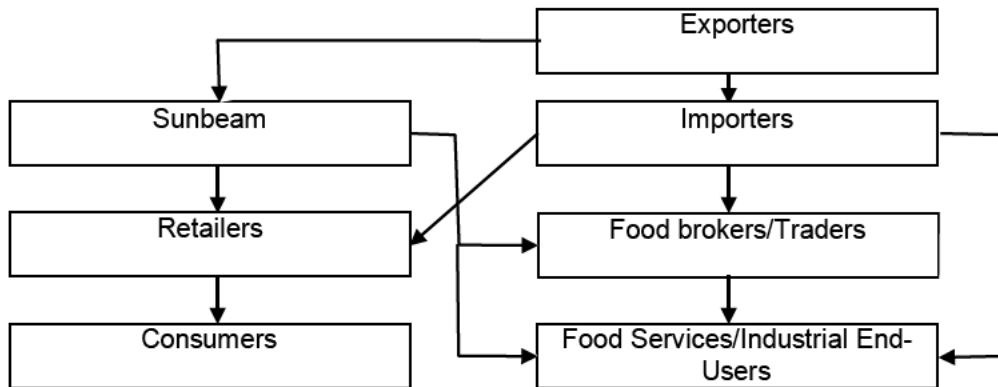 Exporters
Sunbeam
Importers
Retailers
Food brokers/Traders
Consumers
Food Services/Industrial End-
Users